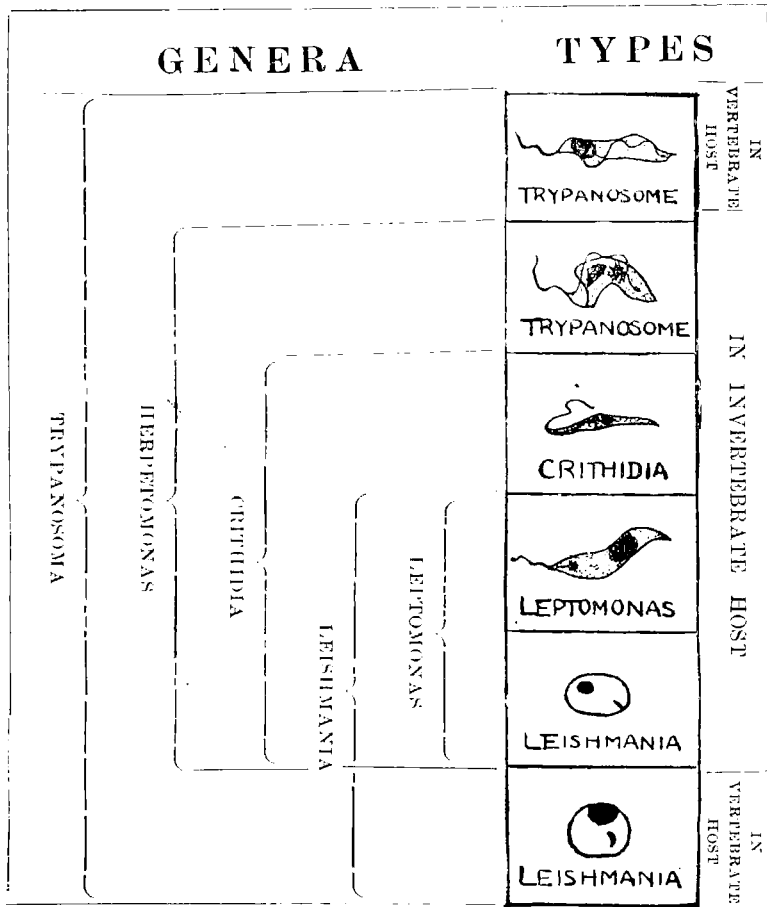 GENERA
TYPES
TRYPANOSOMA
HERPETOMONAS
CRITHIDIA
LEISHMANIA
LEPTOMONAS
TRYPANOSOME
TRYPANOSOME
CRITHIDIA
LEPTOMONAS
LEISHMANIA
LEISHMANIA
IN
VERTEBRATE
HOST
IN INVERTEBRATE HOST
IN
VERTEBRATE
HOST